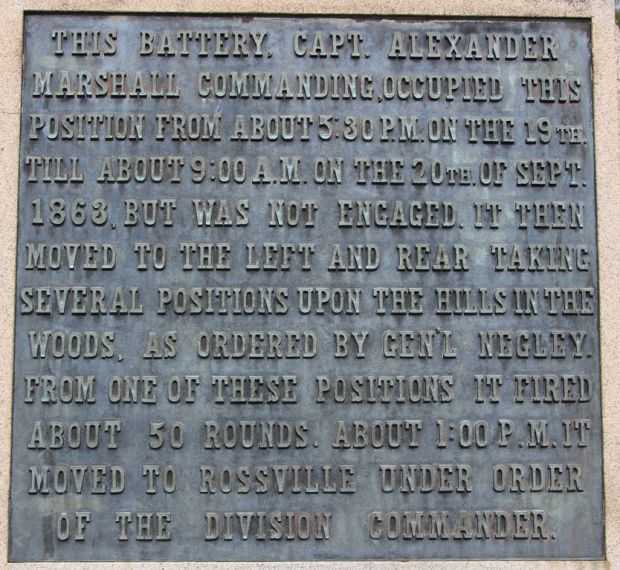 THIS BATTERY, CAPT. ALEXANDER
MARSHALL COMMANDING, OCCUPIED THIS
POSITION FROM ABOUT 5:30 P.M. ON THE 19TH.
TILL ABOUT 9:00 A.M. ON THE 20TH. OF SEPT.
1863, BUT WAS NOT ENGAGED. IT THEN
MOVED TO THE LEFT AND REAR TAKING
SEVERAL POSITIONS UPON THE HILLS IN THE
WOODS, AS ORDERED BY GEN'L NEGLEY.
FROM ONE OF THESE POSITIONS IT FIRED
ABOUT 50 ROUNDS. ABOUT 1:00 P.M. IT
MOVED TO ROSSVILLE UNDER ORDER
OF THE DIVISION COMMANDER.